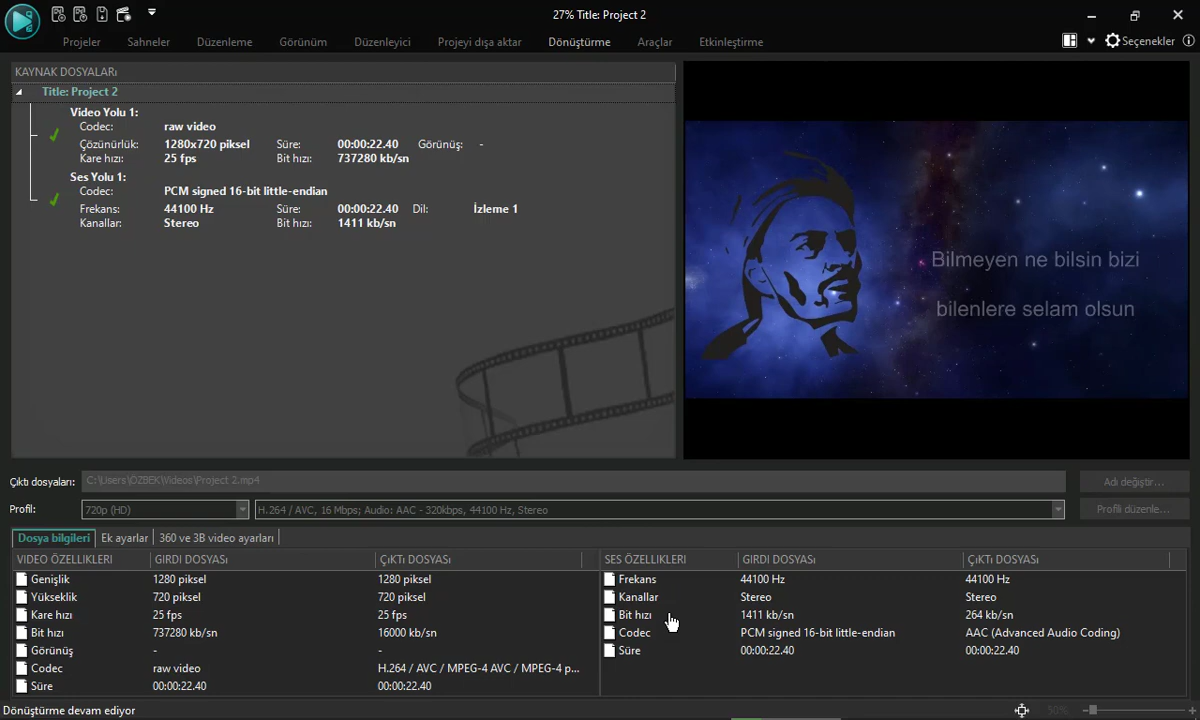 27% Title: Project 2
Projeler Sahneler Düzenleme Görünüm Düzenleyici Projeyi dışa aktar Dönüştürme Araçlar Etkinleştirme Seçenekler
KAYNAK DOSYALARı
Title: Project 2
Video Yolu 1:
Codec: raw video
Çözünürlük: 1280x720 piksel Süre: 00:00:22.40 Görünüş: -
Kare hızı: 25 fps Bit hızı: 737280 kb/sn
Ses Yolu 1:
Codec: PCM signed 16-bit little-endian
Frekans: 44100 Hz Süre: 00:00:22.40 Dil: İzleme 1
Kanallar: Stereo Bit hızı: 1411 kb/sn
Bilmeyen ne bilsin bizi
bilenlere selam olsun
Çıktı dosyaları: C:\Users\ÖZBEK\Videos\Project 2.mp4 Adı değiştir...
Profil: 720p (HD) H.264 / AVC, 16 Mbps; Audio: AAC - 320kbps, 44100 Hz, Stereo Profili düzenle...
Dosya bilgileri Ek ayarlar 360 ve 3B video ayarları
VIDEO ÖZELLIKLERI GIRDI DOSYASı ÇıKTı DOSYASı
Genişlik 1280 piksel 1280 piksel
Yükseklik 720 piksel 720 piksel
Kare hızı 25 fps 25 fps
Bit hızı 737280 kb/sn 16000 kb/sn
Görünüş - -
Codec raw video H.264 / AVC / MPEG-4 AVC / MPEG-4 p...
Süre 00:00:22.40 00:00:22.40
SES ÖZELLIKLERI GIRDI DOSYASı ÇıKTı DOSYASı
Frekans 44100 Hz 44100 Hz
Kanallar Stereo Stereo
Bit hızı 1411 kb/sn 264 kb/sn
Codec PCM signed 16-bit little-endian AAC (Advanced Audio Coding)
Süre 00:00:22.40 00:00:22.40
Dönüştürme devam ediyor 50%